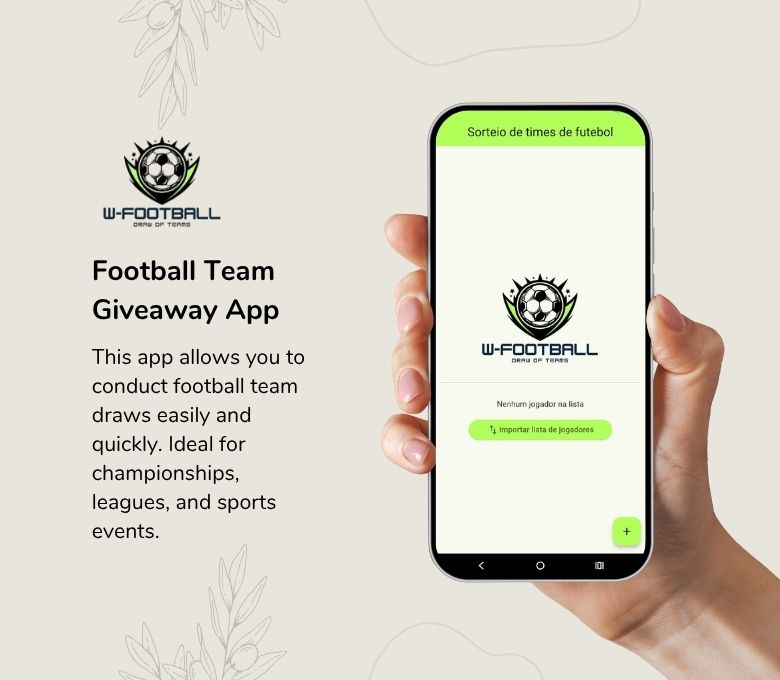 W-FOOTBALL
DRAW OF TEAMS
Football Team
Giveaway App
This app allows you to
conduct football team
draws easily and
quickly. Ideal for
championships,
leagues, and sports
events.
Sorteio de times de futebol
W-FOOTBALL
DRAW OF TEAMS
Nenhum jogador na lista
Importar lista de jogadores
+